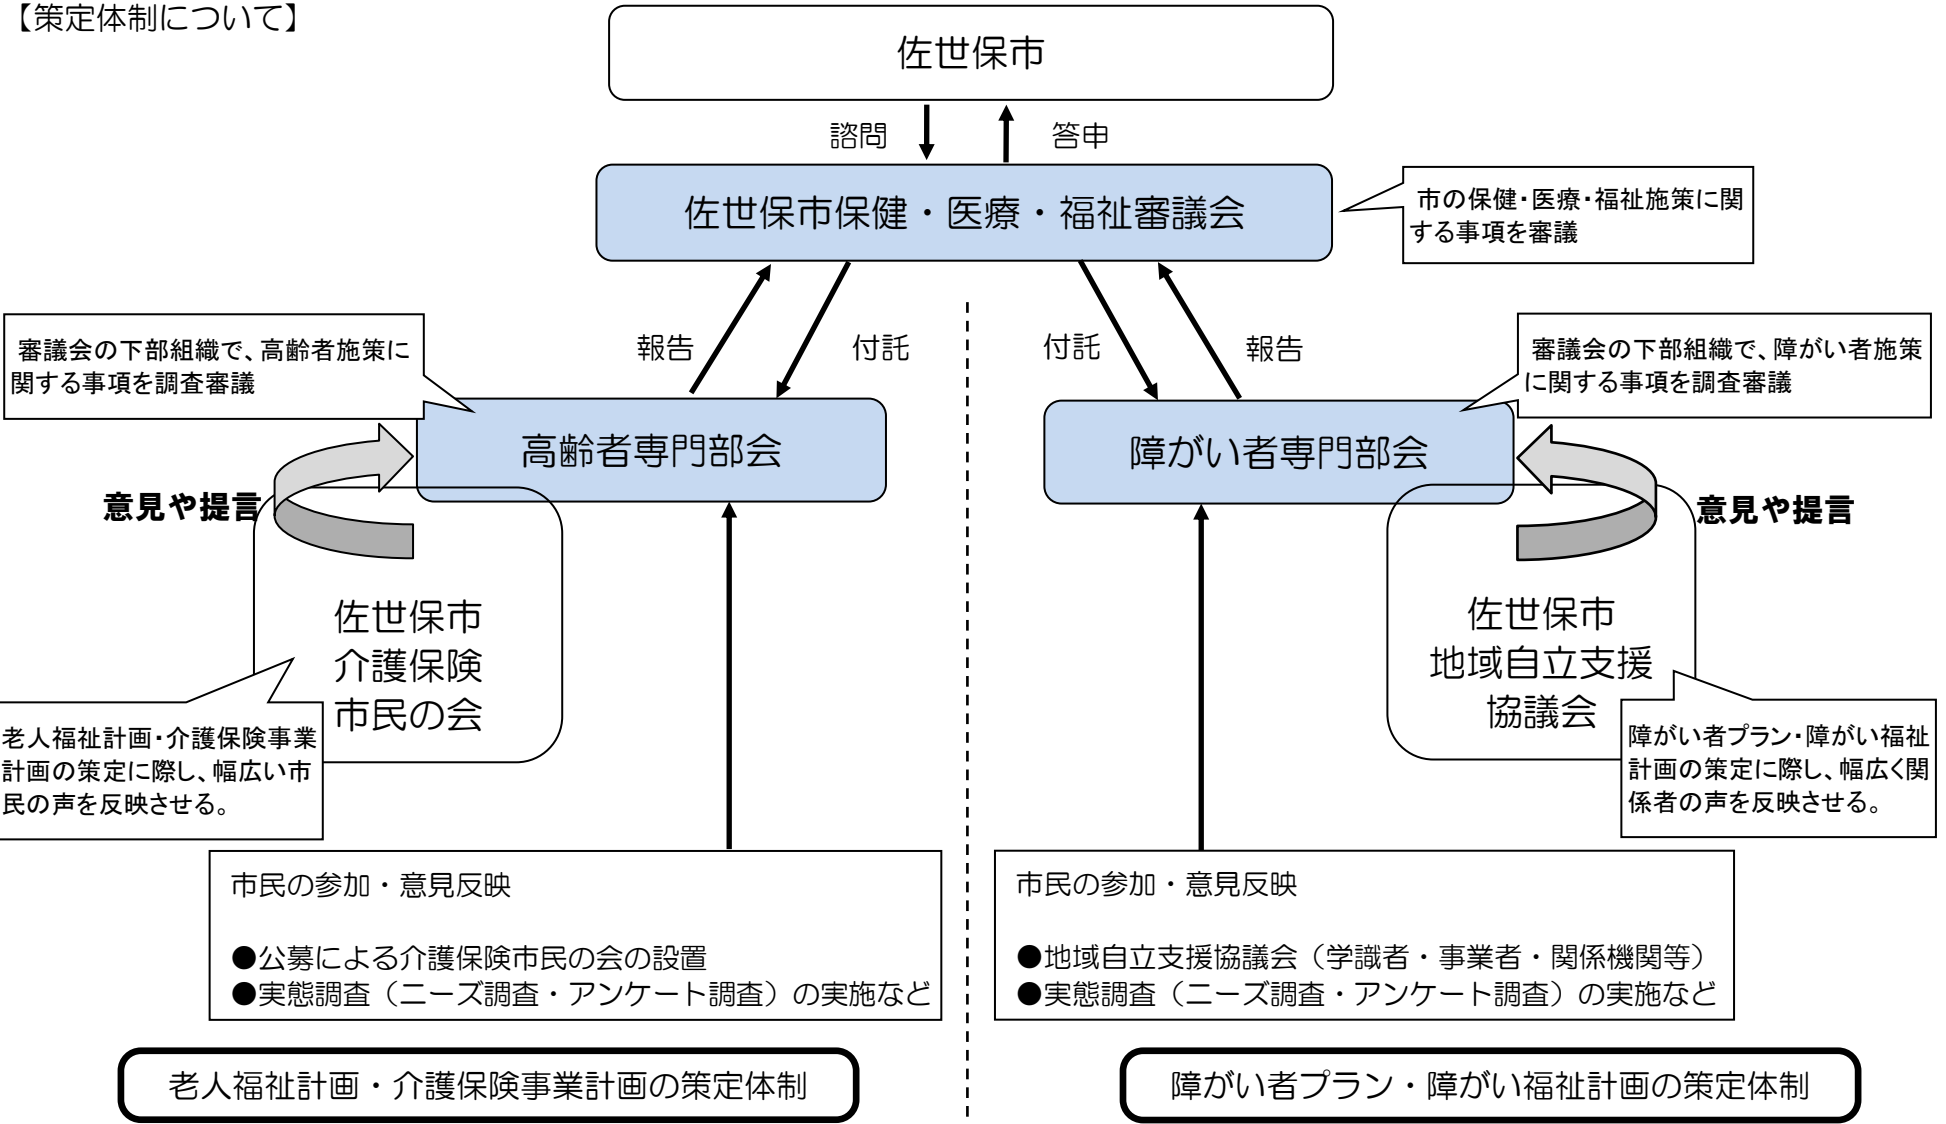 【策定体制について】
佐世保市
諮問
答申
佐世保市保健・医療・福祉審議会
市の保健・医療・福祉施策に関
する事項を審議
審議会の下部組織で、高齢者施策に
関する事項を調査審議
報告
付託
付託
報告
審議会の下部組織で、障がい者施策
に関する事項を調査審議
高齢者専門部会
障がい者専門部会
意見や提言
意見や提言
佐世保市
介護保険
市民の会
佐世保市
地域自立支援
協議会
老人福祉計画・介護保険事業
計画の策定に際し、幅広い市
民の声を反映させる。
障がい者プラン・障がい福祉
計画の策定に際し、幅広く関
係者の声を反映させる。
市民の参加・意見反映
●公募による介護保険市民の会の設置
●実態調査（ニーズ調査・アンケート調査）の実施など
市民の参加・意見反映
●地域自立支援協議会（学識者・事業者・関係機関等）
●実態調査（ニーズ調査・アンケート調査）の実施など
老人福祉計画・介護保険事業計画の策定体制
障がい者プラン・障がい福祉計画の策定体制